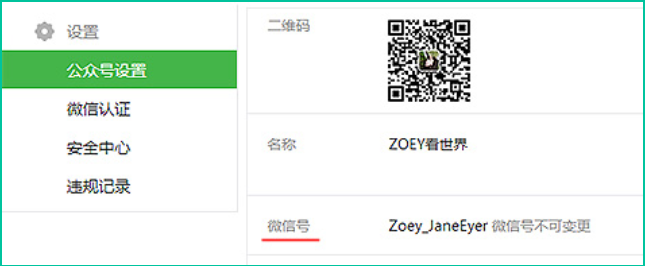 设置
公众号设置
微信认证
安全中心
违规记录
二维码
名称 ZOEY看世界
微信号 Zoey_JaneEyer 微信号不可变更